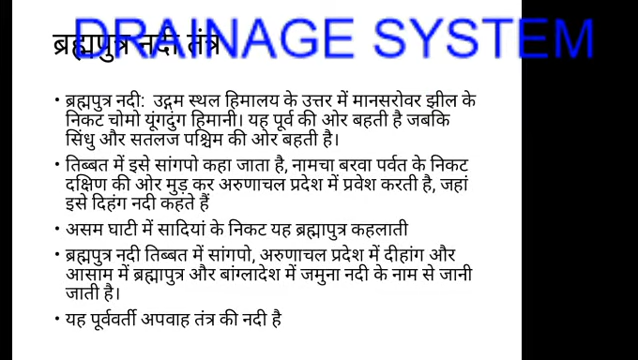 DRAINAGE SYSTEM
ब्रह्मपुत्र नदी तंत्र
• ब्रह्मपुत्र नदी: उद्गम स्थल हिमालय के उत्तर में मानसरोवर झील के
निकट चोमो यूंगदुंग हिमानी। यह पूर्व की ओर बहती है जबकि
सिंधु और सतलज पश्चिम की ओर बहती है।
• तिब्बत में इसे सांगपो कहा जाता है, नामचा बरवा पर्वत के निकट
दक्षिण की ओर मुड़ कर अरुणाचल प्रदेश में प्रवेश करती है, जहां
इसे दिहंग नदी कहते हैं
• असम घाटी में सादियां के निकट यह ब्रह्मापुत्र कहलाती
• ब्रह्मपुत्र नदी तिब्बत में सांगपो, अरुणाचल प्रदेश में दीहांग और
आसाम में ब्रह्मापुत्र और बांग्लादेश में जमुना नदी के नाम से जानी
जाती है।
• यह पूर्ववर्ती अपवाह तंत्र की नदी है